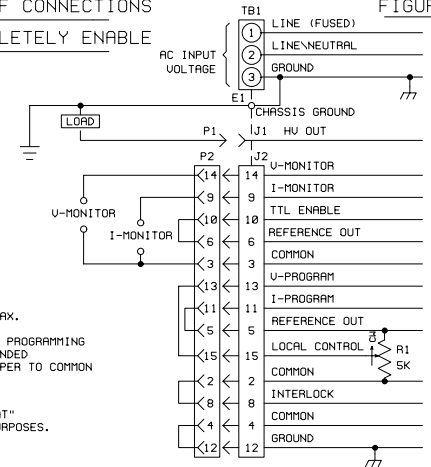 F CONNECTIONS
LETELY ENABLE
TB1
FIGUR
AC INPUT
VOLTAGE
1 LINE (FUSED)
2 LINE\NEUTRAL
3 GROUND
E1
CHASSIS GROUND
LOAD
P1 J1 HV OUT
P2 J2
14 14 V-MONITOR
9 9 I-MONITOR
V-MONITOR
10 10 TTL ENABLE
I-MONITOR
6 6 REFERENCE OUT
3 3 COMMON
13 13 V-PROGRAM
11 11 I-PROGRAM
AX.
5 5 REFERENCE OUT
CW
PROGRAMMING
NDED
PER TO COMMON
15 15 LOCAL CONTROL
R1
5K
2 2 COMMON
8 8 INTERLOCK
T"
RPOSES.
4 4 COMMON
12 12 GROUND